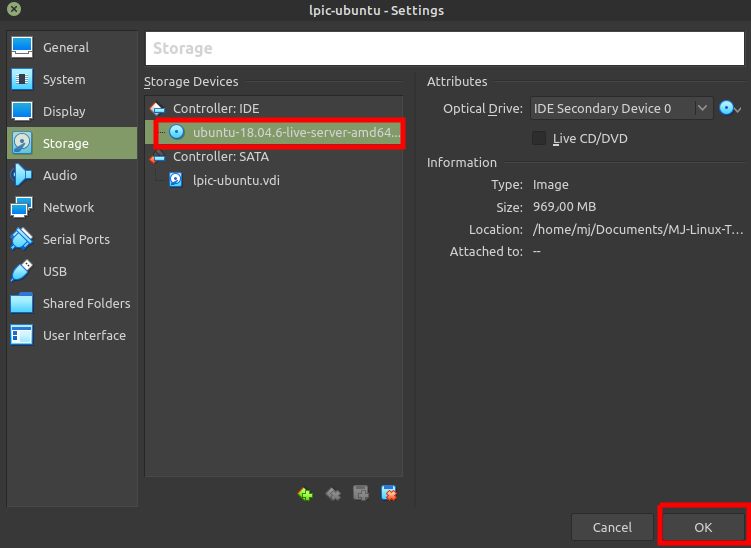 lpic-ubuntu - Settings
General
System
Display
Storage
Audio
Network
Serial Ports
USB
Shared Folders
User Interface
Storage
Storage Devices
Controller: IDE
ubuntu-18.04.6-live-server-amd64...
Controller: SATA
lpic-ubuntu.vdi
Attributes
Optical Drive: IDE Secondary Device 0
Live CD/DVD
Information
Type: Image
Size: 969٫00 MB
Location: /home/mj/Documents/MJ-Linux-T...
Attached to: --
Cancel
OK